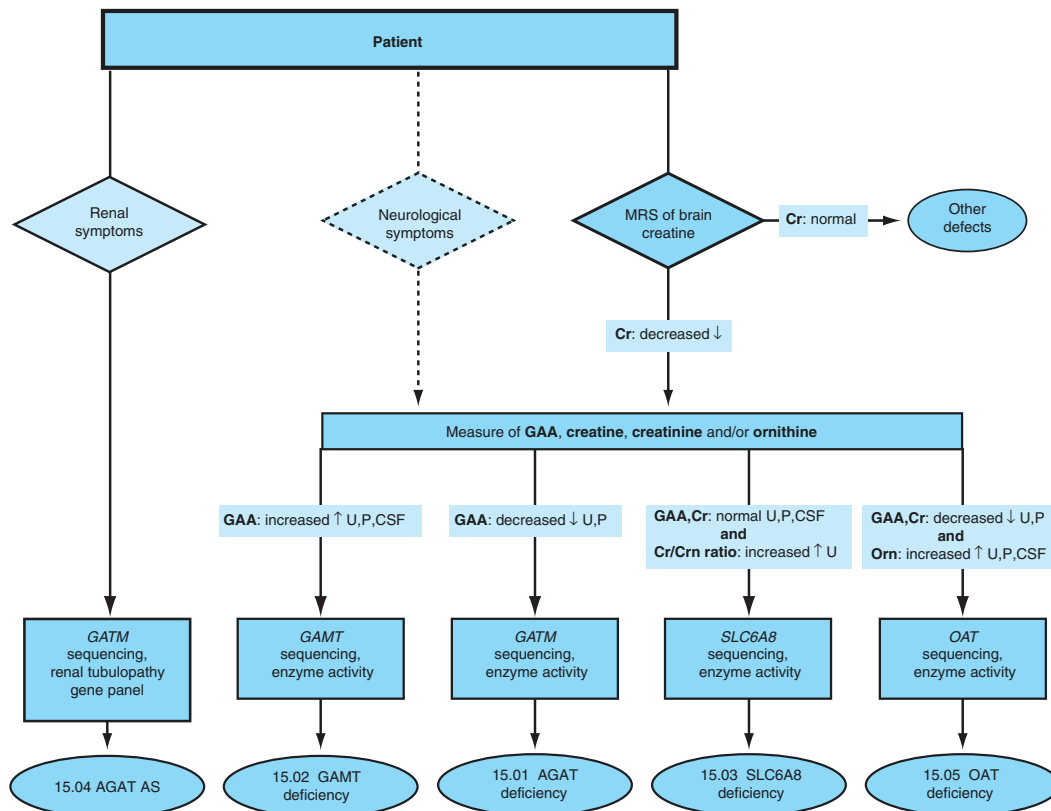 Patient
Renal
symptoms
Neurological
symptoms
MRS of brain
creatine
Cr: normal
Other
defects
Cr: decreased ↓
Measure of GAA, creatine, creatinine and/or ornithine
GAA: increased ↑ U,P,CSF
GAA: decreased ↓ U,P
GAA,Cr: normal U,P,CSF
and
Cr/Crn ratio: increased ↑ U
GAA,Cr: decreased ↓ U,P
and
Orn: increased ↑ U,P,CSF
GATM
sequencing,
renal tubulopathy
gene panel
GAMT
sequencing,
enzyme activity
GATM
sequencing,
enzyme activity
SLC6A8
sequencing,
enzyme activity
OAT
sequencing,
enzyme activity
15.04 AGAT AS
15.02 GAMT
deficiency
15.01 AGAT
deficiency
15.03 SLC6A8
deficiency
15.05 OAT
deficiency